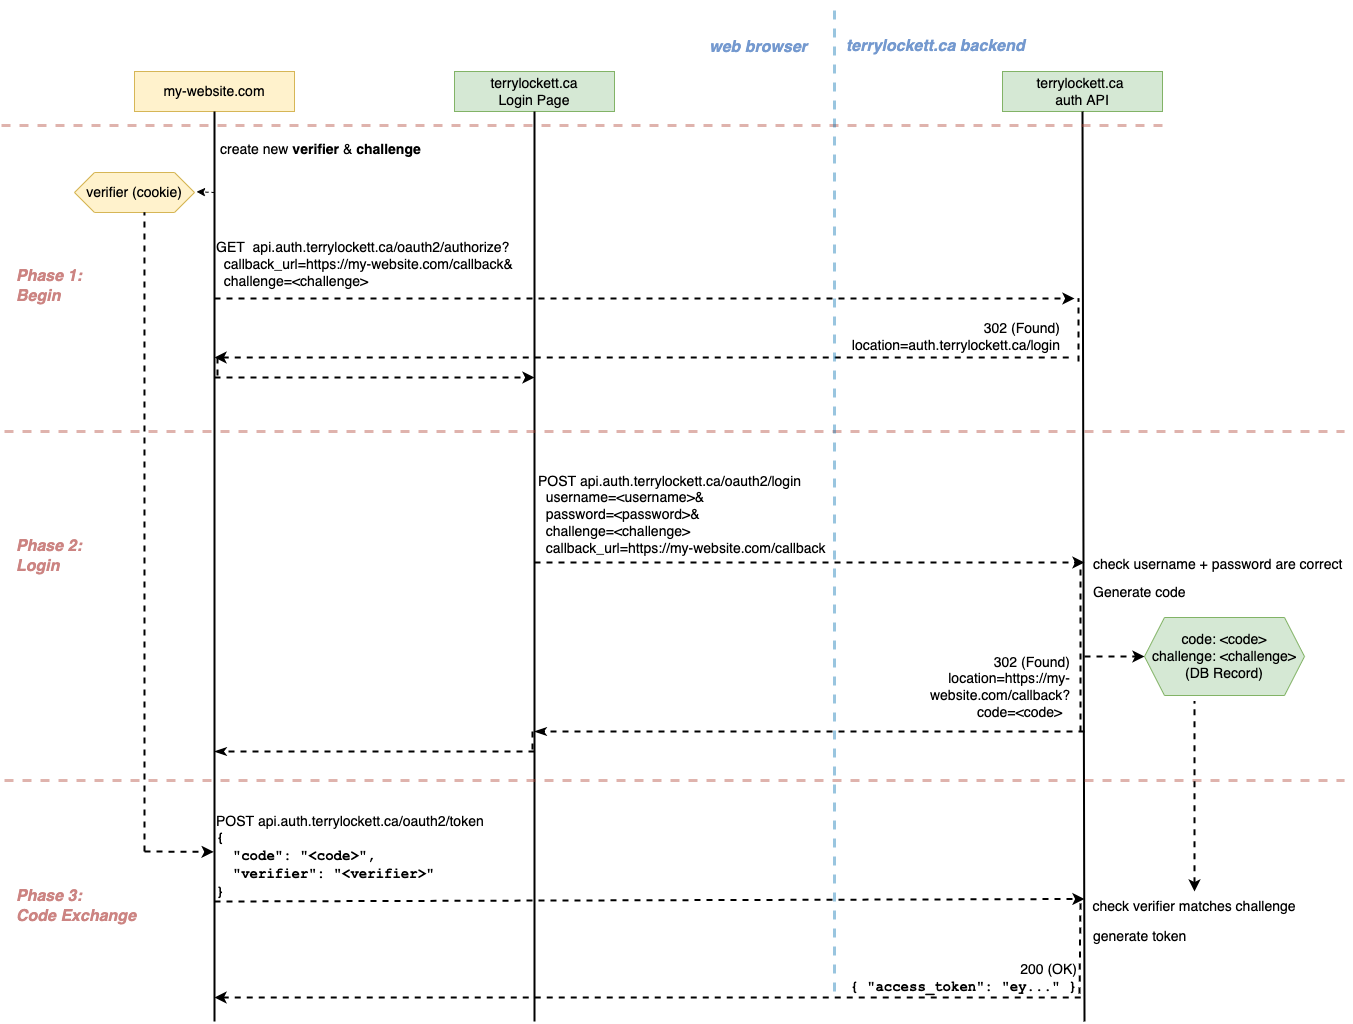 web browser
terrylockett.ca backend
my-website.com
terrylockett.ca
Login Page
terrylockett.ca
auth API
create new verifier & challenge
verifier (cookie)
Phase 1:
Begin
GET  api.auth.terrylockett.ca/oauth2/authorize?
callback_url=https://my-website.com/callback&
challenge=<challenge>
302 (Found)
location=auth.terrylockett.ca/login
Phase 2:
Login
POST api.auth.terrylockett.ca/oauth2/login
username=<username>&
password=<password>&
challenge=<challenge>
callback_url=https://my-website.com/callback
check username + password are correct
Generate code
code: <code>
challenge: <challenge>
(DB Record)
302 (Found)
location=https://my-
website.com/callback?
code=<code>
Phase 3:
Code Exchange
POST api.auth.terrylockett.ca/oauth2/token
{
"code": "<code>",
"verifier": "<verifier>"
}
check verifier matches challenge
generate token
200 (OK)
{ "access_token": "ey..." }